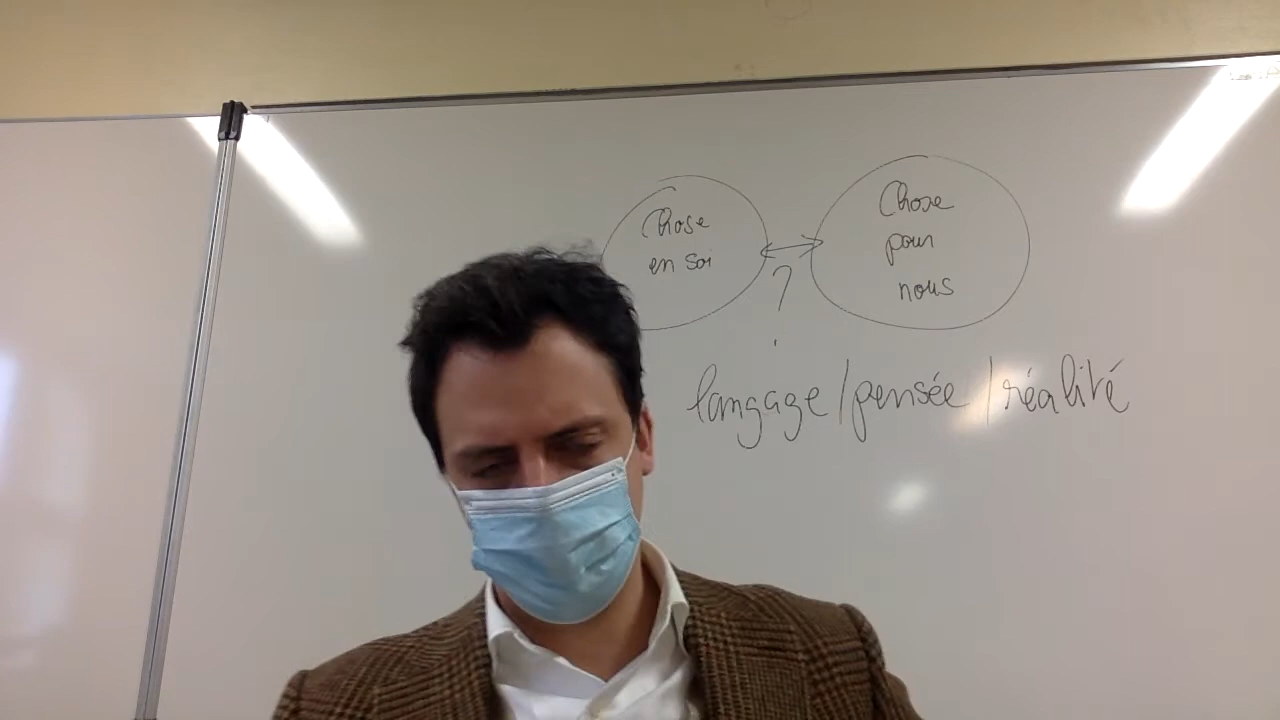 Chose
en soi
Chose
pour
nous
?
langage/pensée/réalité